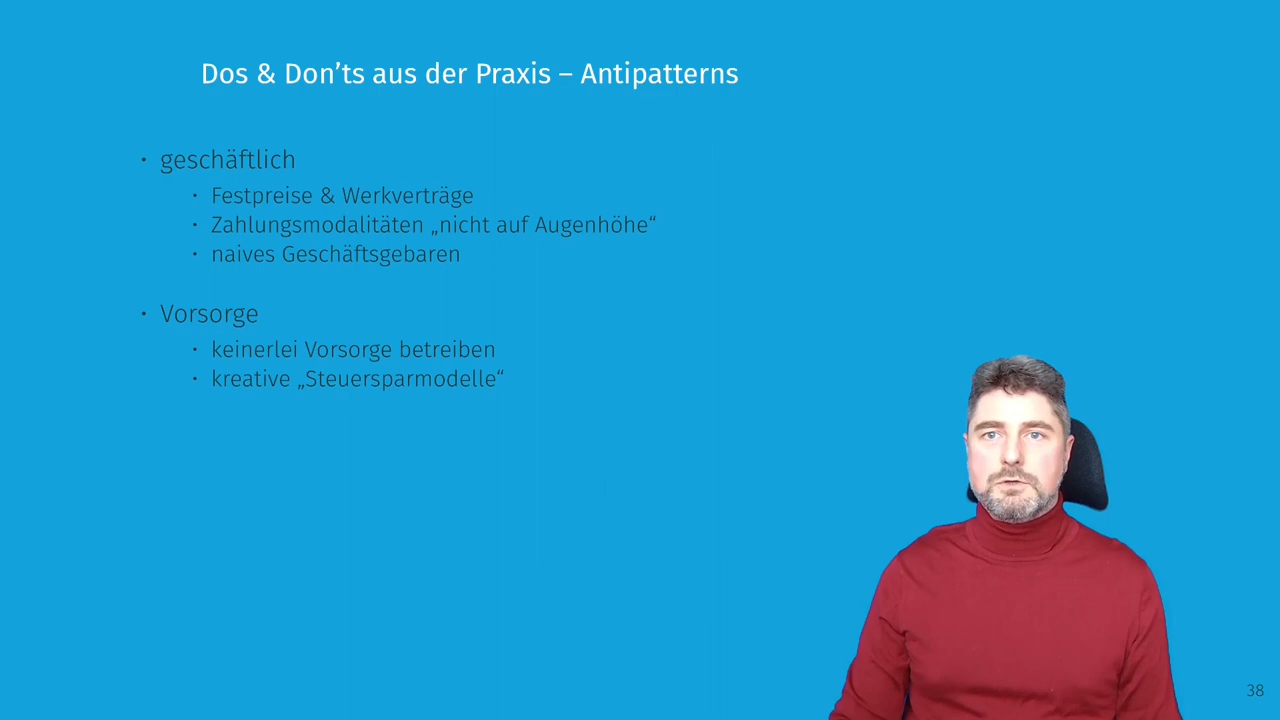 Dos & Don’ts aus der Praxis – Antipatterns
• geschäftlich
• Festpreise & Werkverträge
• Zahlungsmodalitäten „nicht auf Augenhöhe“
• naives Geschäftsgebaren
• Vorsorge
• keinerlei Vorsorge betreiben
• kreative „Steuersparmodelle“
38